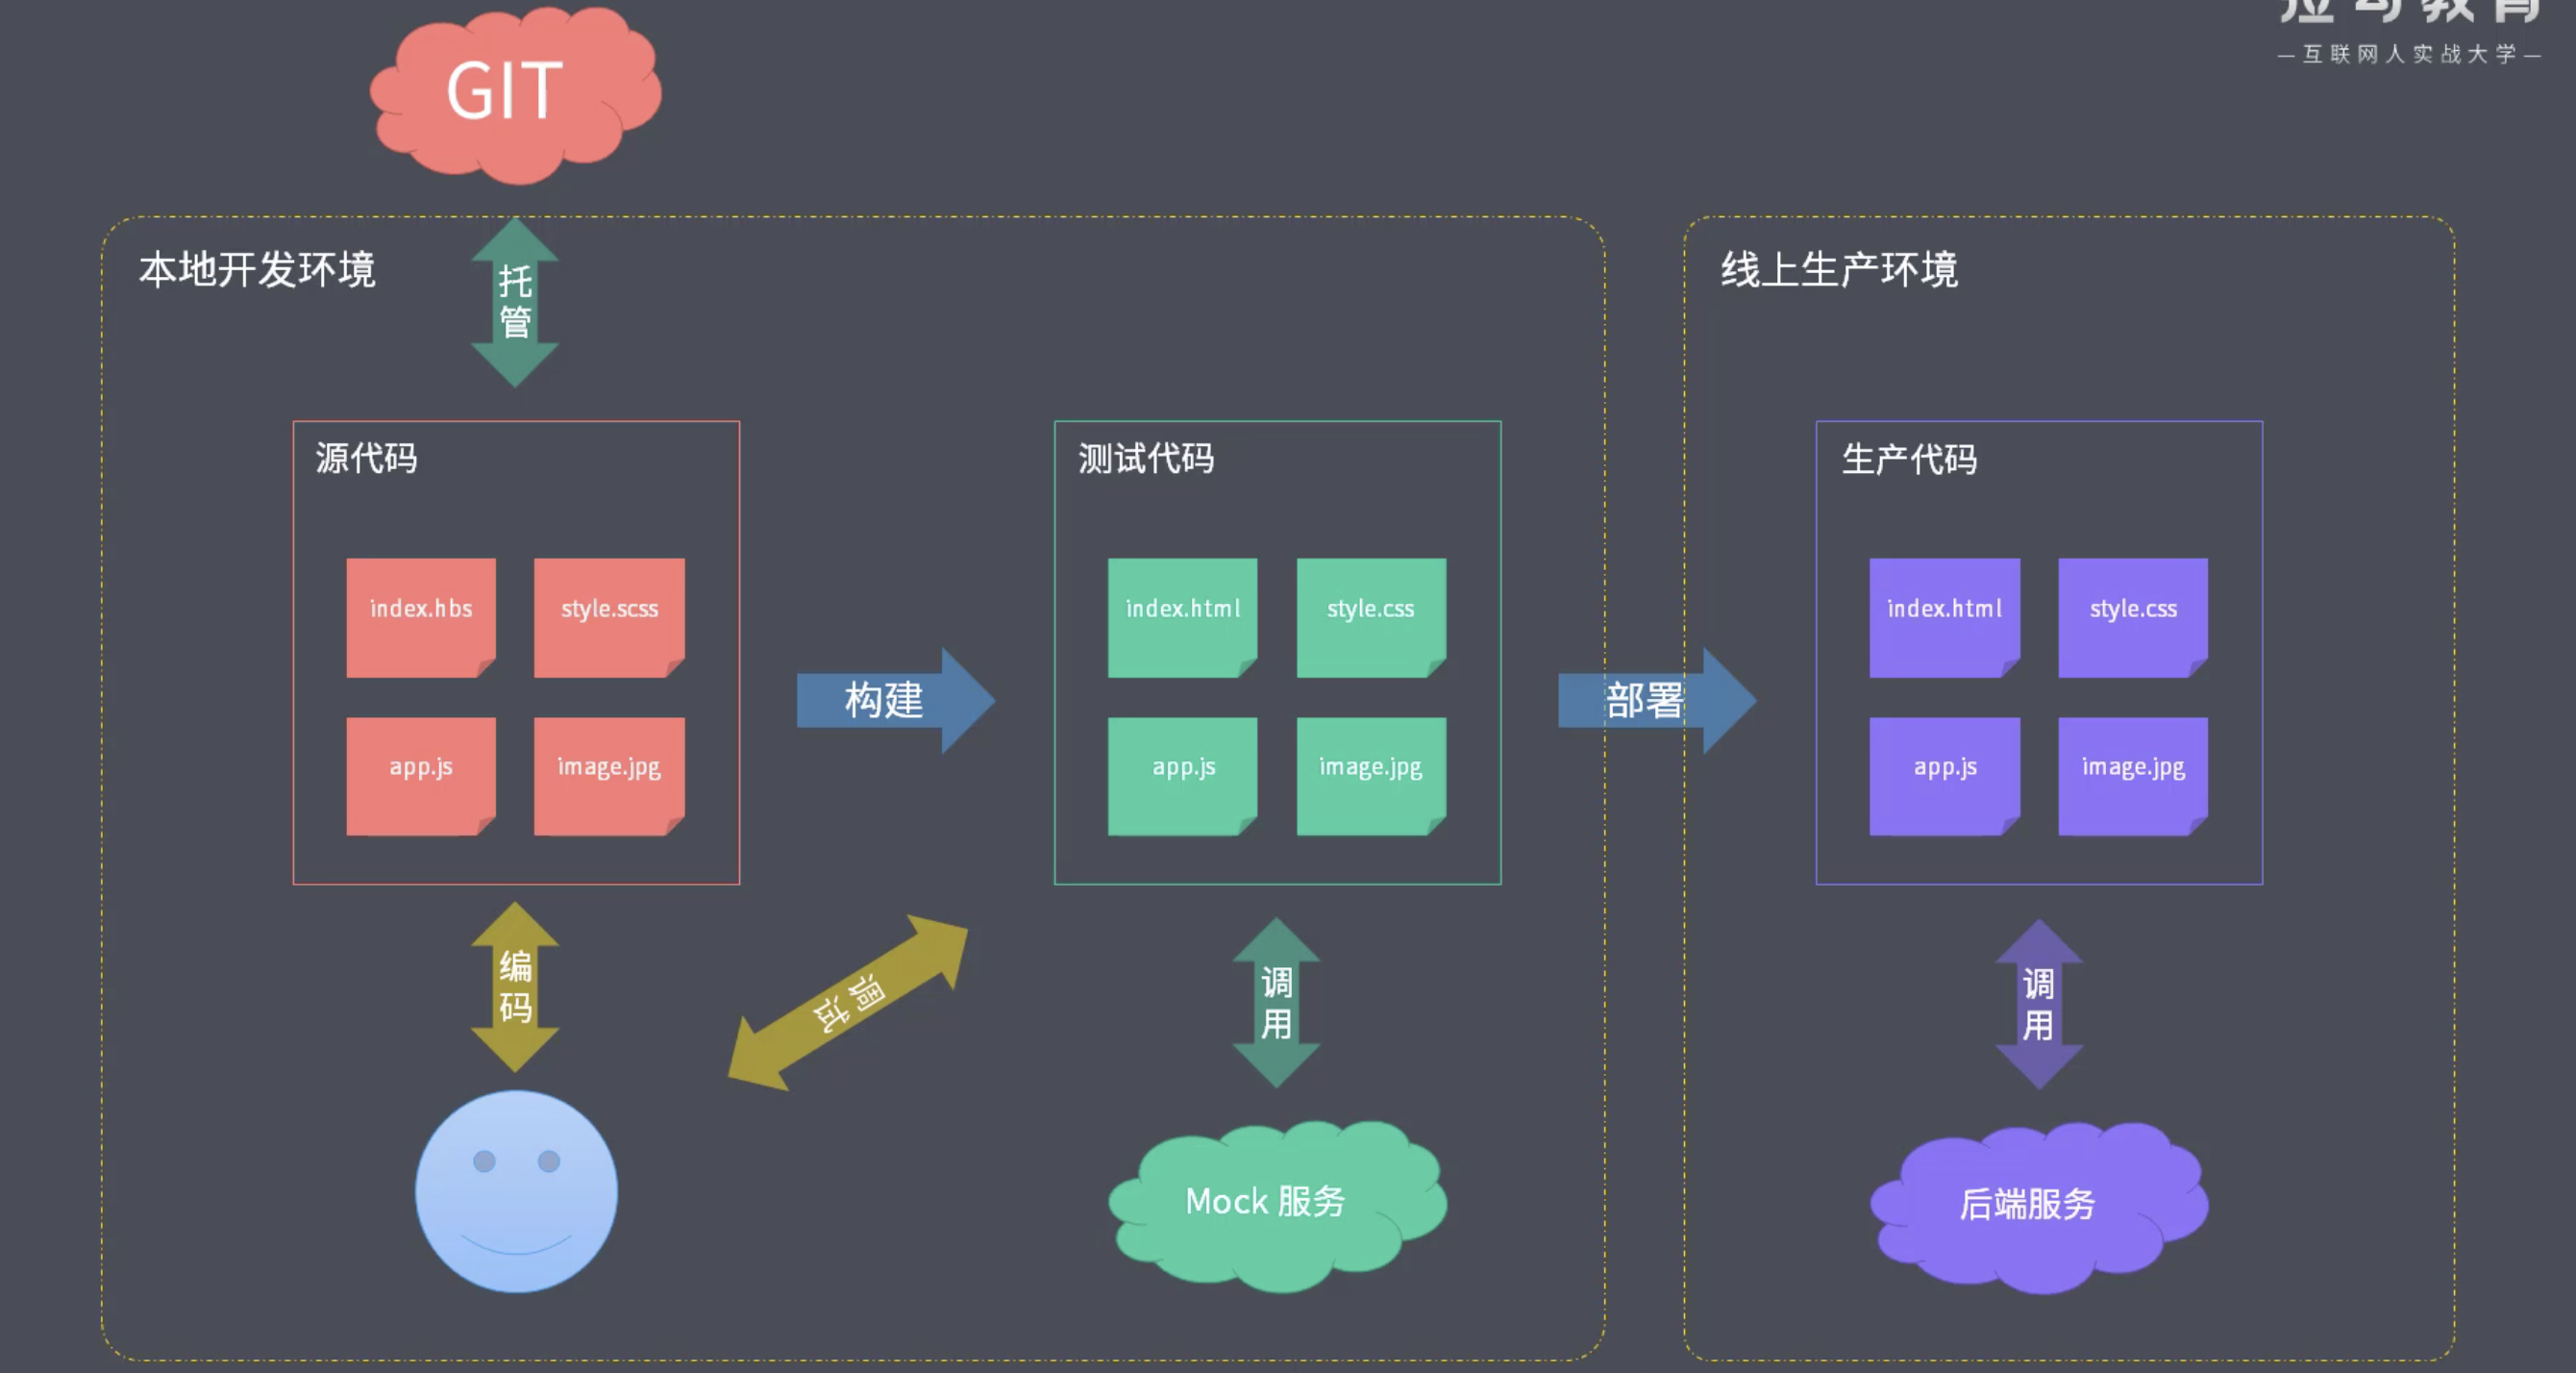 拉勾教育
—互联网人实战大学—
GIT
本地开发环境
托管
线上生产环境
源代码
测试代码
生产代码
index.hbs
style.scss
index.html
style.css
index.html
style.css
构建
部署
app.js
image.jpg
app.js
image.jpg
app.js
image.jpg
编码
调试
调用
调用
Mock 服务
后端服务